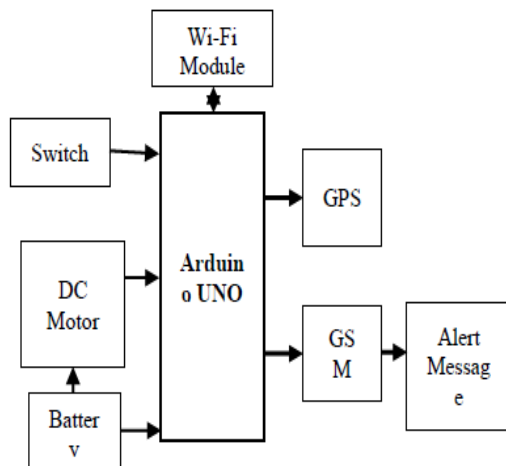 Wi-Fi
Module
Switch
GPS
Arduin
o UNO
DC
Motor
GS
M
Alert
Messag
e
Batter
y